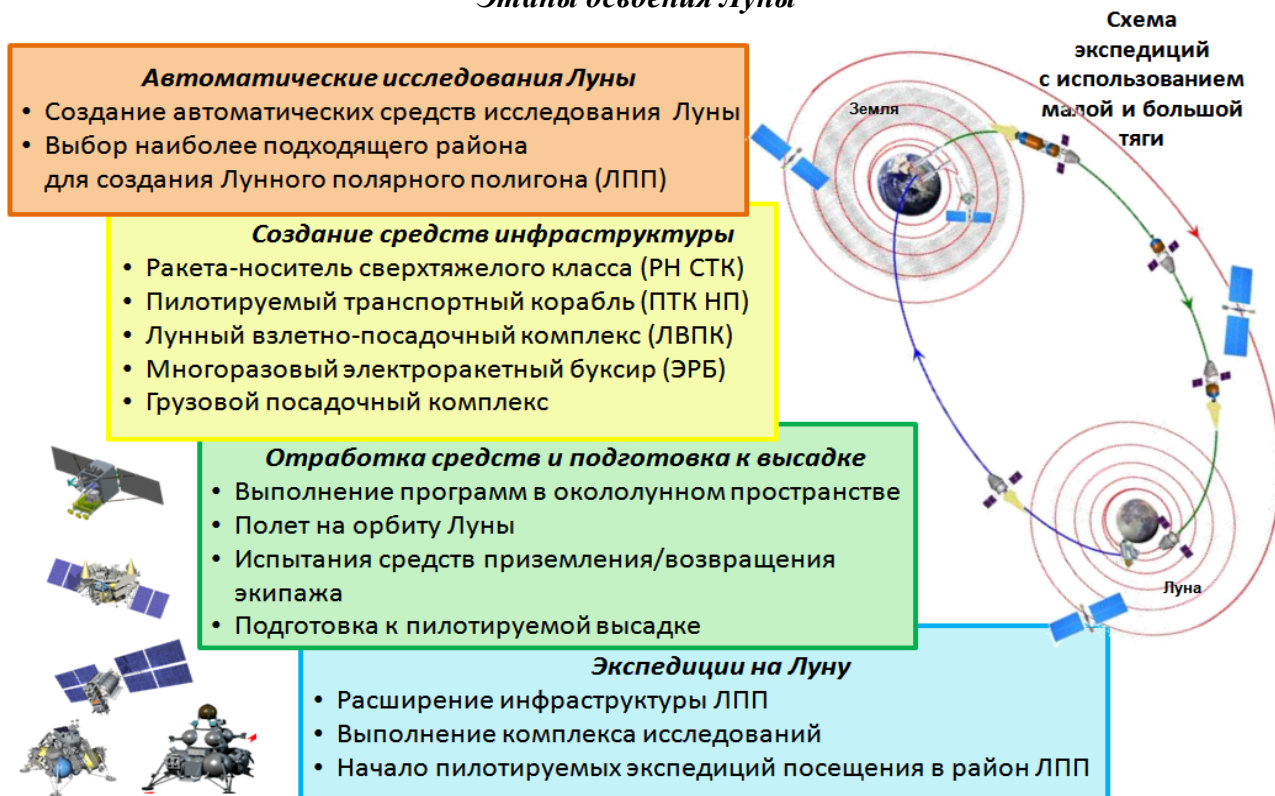 Этапы освоения Луны
Автоматические исследования Луны
• Создание автоматических средств исследования Луны
• Выбор наиболее подходящего района
для создания Лунного полярного полигона (ЛПП)
Создание средств инфраструктуры
• Ракета-носитель сверхтяжелого класса (РН СТК)
• Пилотируемый транспортный корабль (ПТК НП)
• Лунный взлетно-посадочный комплекс (ЛВПК)
• Многоразовый электроракетный буксир (ЭРБ)
• Грузовой посадочный комплекс
Отработка средств и подготовка к высадке
• Выполнение программ в окололунном пространстве
• Полет на орбиту Луны
• Испытания средств приземления/возвращения
экипажа
• Подготовка к пилотируемой высадке
Экспедиции на Луну
• Расширение инфраструктуры ЛПП
• Выполнение комплекса исследований
• Начало пилотируемых экспедиций посещения в район ЛПП
Схема
экспедиций
с использованием
малой и большой
тяги
Земля
Луна